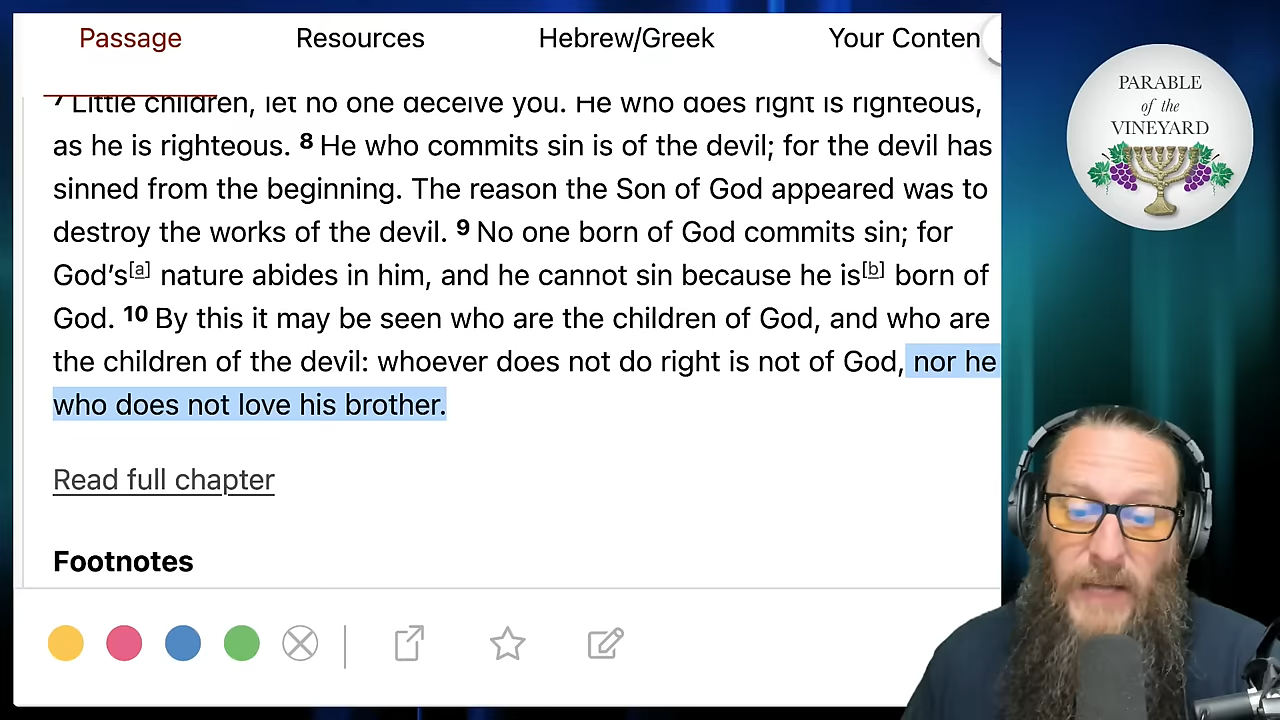 Passage Resources Hebrew/Greek Your Conten
7 Little children, let no one deceive you. He who does right is righteous,
as he is righteous. 8 He who commits sin is of the devil; for the devil has
sinned from the beginning. The reason the Son of God appeared was to
destroy the works of the devil. 9 No one born of God commits sin; for
God's[a] nature abides in him, and he cannot sin because he is[b] born of
God. 10 By this it may be seen who are the children of God, and who are
the children of the devil: whoever does not do right is not of God, nor he
who does not love his brother.
Read full chapter
Footnotes
PARABLE
of the
VINEYARD